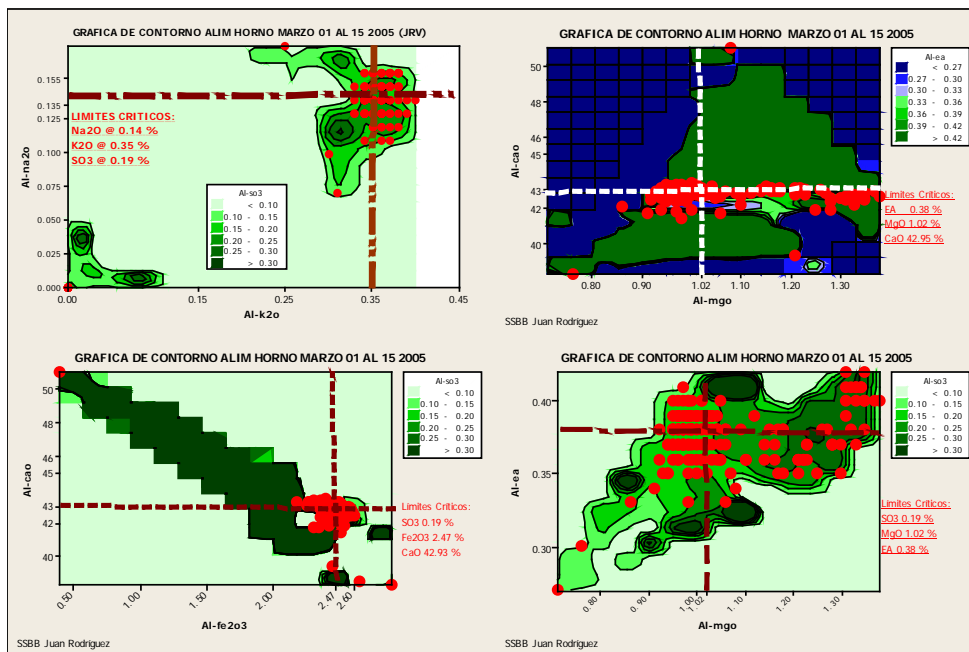 GRAFICA DE CONTORNO ALIM HORNO MARZO 01 AL 15 2005 (JRV)
0.155
0.135
0.125
0.100
0.075
0.050
0.025
0.000
Al-na2o
LIMITES CRITICOS:
Na2O @ 0.14 %
K2O @ 0.35 %
SO3 @ 0.19 %
Al-so3
< 0.10
0.10 - 0.15
0.15 - 0.20
0.20 - 0.25
0.25 - 0.30
> 0.30
0.00 0.15 0.25 0.35 0.45
Al-k2o
GRAFICA DE CONTORNO ALIM HORNO MARZO 01 AL 15 2005
50
48
46
45
43
42
40
Al-cao
Al-ea
< 0.27
0.27 - 0.30
0.30 - 0.33
0.33 - 0.36
0.36 - 0.39
0.39 - 0.42
> 0.42
Limites Criticos:
EA 0.38 %
MgO 1.02 %
CaO 42.95 %
0.80 0.90 1.02 1.10 1.20 1.30
Al-mgo
SSBB Juan Rodríguez
GRAFICA DE CONTORNO ALIM HORNO MARZO 01 AL 15 2005
50
48
46
45
43
42
40
Al-cao
Al-so3
< 0.10
0.10 - 0.15
0.15 - 0.20
0.20 - 0.25
0.25 - 0.30
> 0.30
Limites Criticos:
SO3 0.19 %
Fe2O3 2.47 %
CaO 42.93 %
0.50 1.00 1.50 2.00 2.47 2.60
Al-fe2o3
SSBB Juan Rodríguez
GRAFICA DE CONTORNO ALIM HORNO MARZO 01 AL 15 2005
0.40
0.35
0.30
Al-ea
Al-so3
< 0.10
0.10 - 0.15
0.15 - 0.20
0.20 - 0.25
0.25 - 0.30
> 0.30
Limites Criticos:
SO3 0.19 %
MgO 1.02 %
EA 0.38 %
0.80 0.90 1.00 1.02 1.10 1.20 1.30
Al-mgo
SSBB Juan Rodríguez